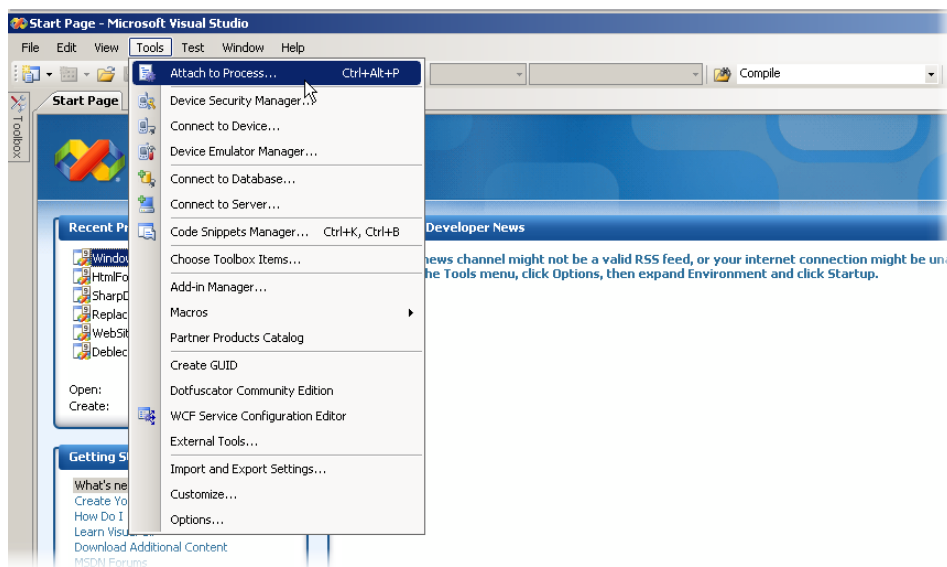 Start Page - Microsoft Visual Studio
File Edit View Tools Test Window Help
Attach to Process... Ctrl+Alt+P
Compile
Toolbox
Start Page
Device Security Manager...
Connect to Device...
Device Emulator Manager...
Connect to Database...
Connect to Server...
Recent Pr
Code Snippets Manager... Ctrl+K, Ctrl+B
Developer News
Window
Choose Toolbox Items...
news channel might not be a valid RSS feed, or your internet connection might be una
HtmlFo
he Tools menu, click Options, then expand Environment and click Startup.
SharpD
Add-in Manager...
Replac
Macros
WebSit
Partner Products Catalog
Deblec
Create GUID
Open:
Dotfuscator Community Edition
Create:
WCF Service Configuration Editor
External Tools...
Getting S
Import and Export Settings...
What's ne
Customize...
Create Yo
How Do I
Options...
Learn Visual
Download Additional Content
MSDN Forums